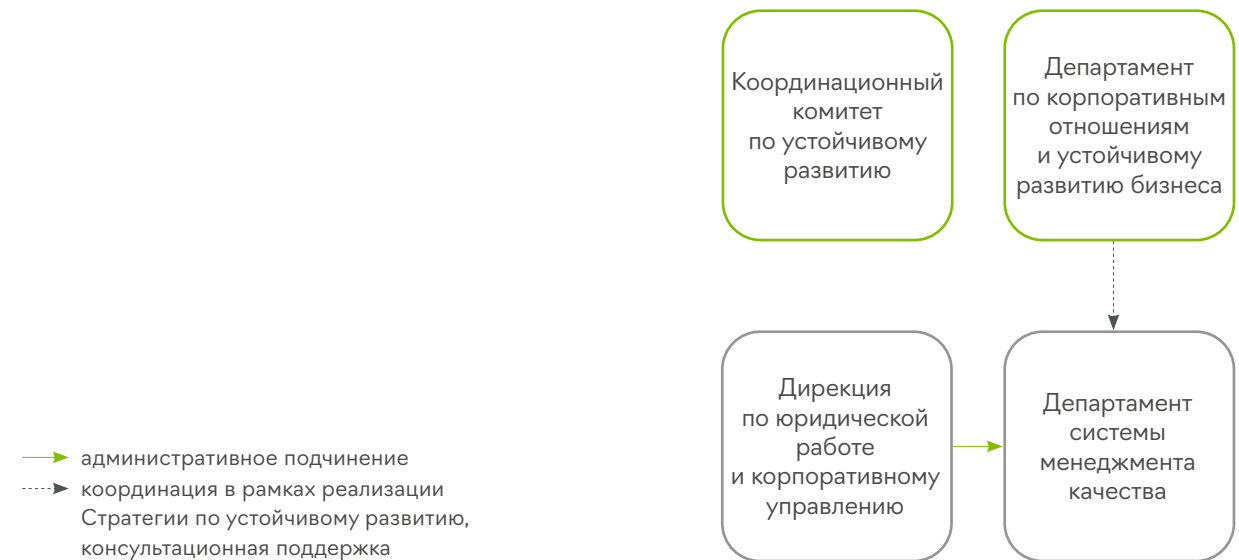 Координационный
комитет
по устойчивому
развитию
Департамент
по корпоративным
отношениям
и устойчивому
развитию бизнеса
Дирекция
по юридической
работе
и корпоративному
управлению
Департамент
системы
менеджмента
качества
административное подчинение
координация в рамках реализации
Стратегии по устойчивому развитию,
консультационная поддержка